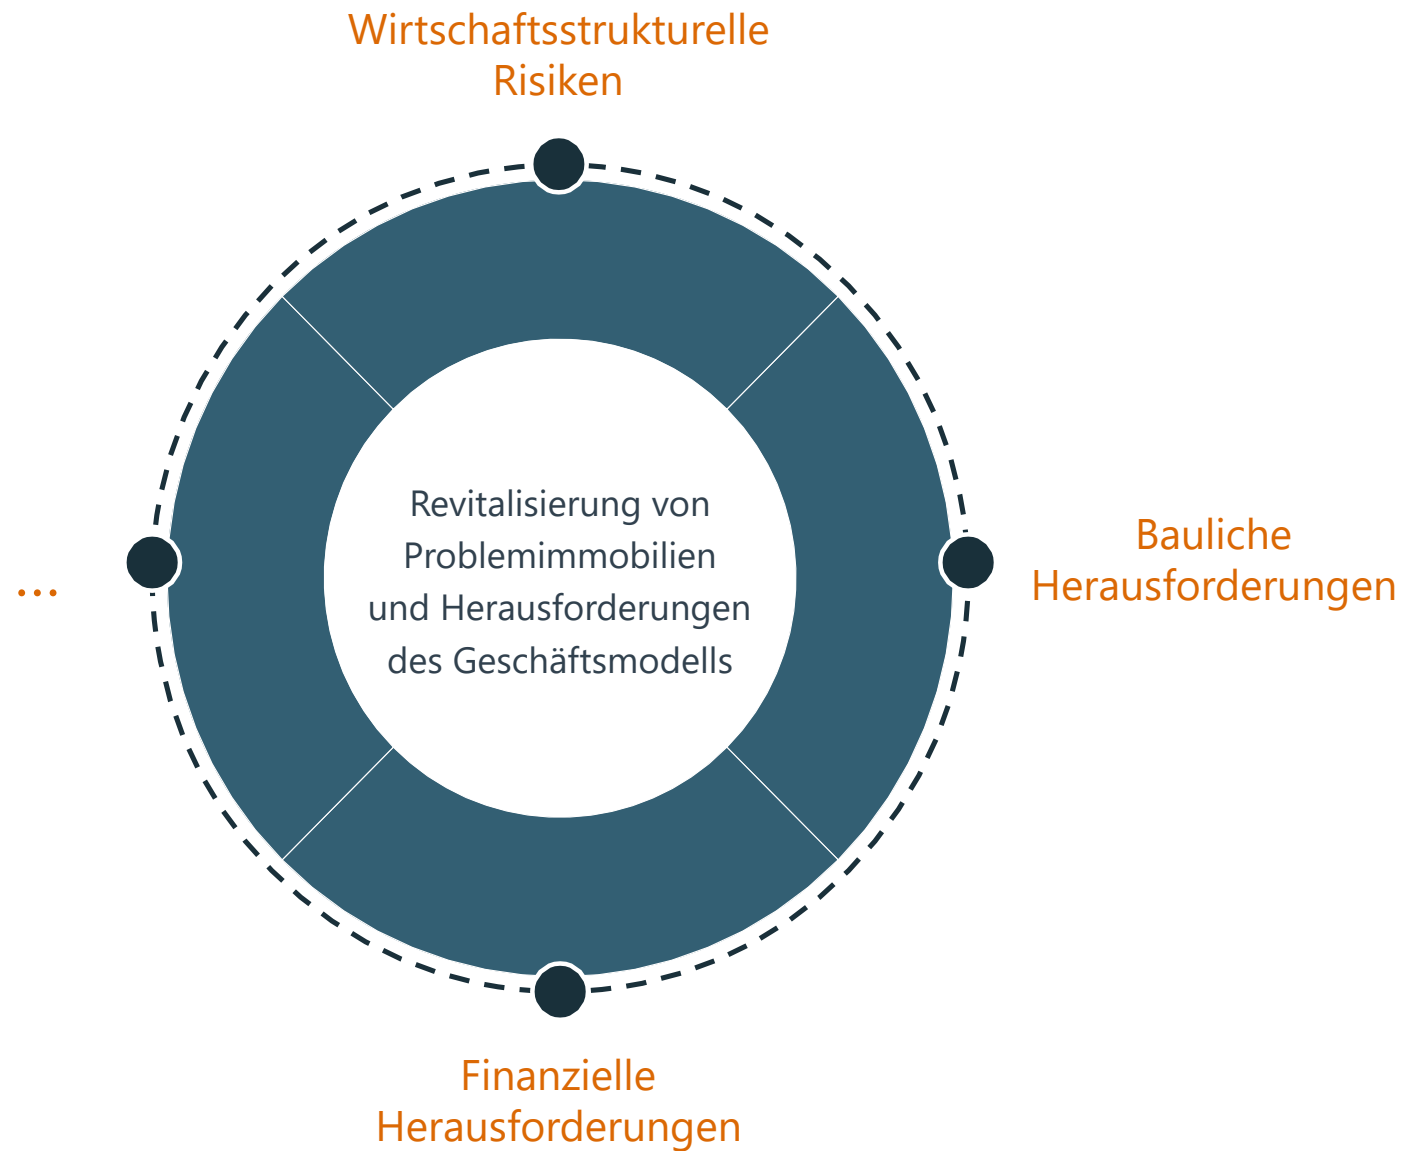 Wirtschaftsstrukturelle
Risiken
Revitalisierung von
Problemimmobilien
und Herausforderungen
des Geschäftsmodells
Bauliche
Herausforderungen
...
Finanzielle
Herausforderungen